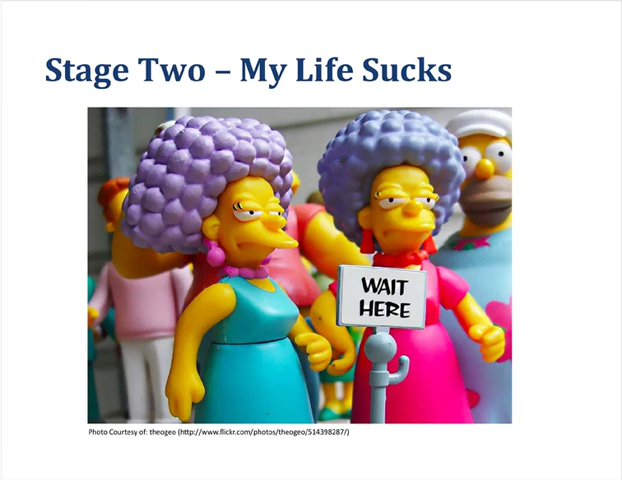 Stage Two – My Life Sucks
WAIT
HERE
Photo Courtesy of: theogeo (http://www.flickr.com/photos/theogeo/514398287/)